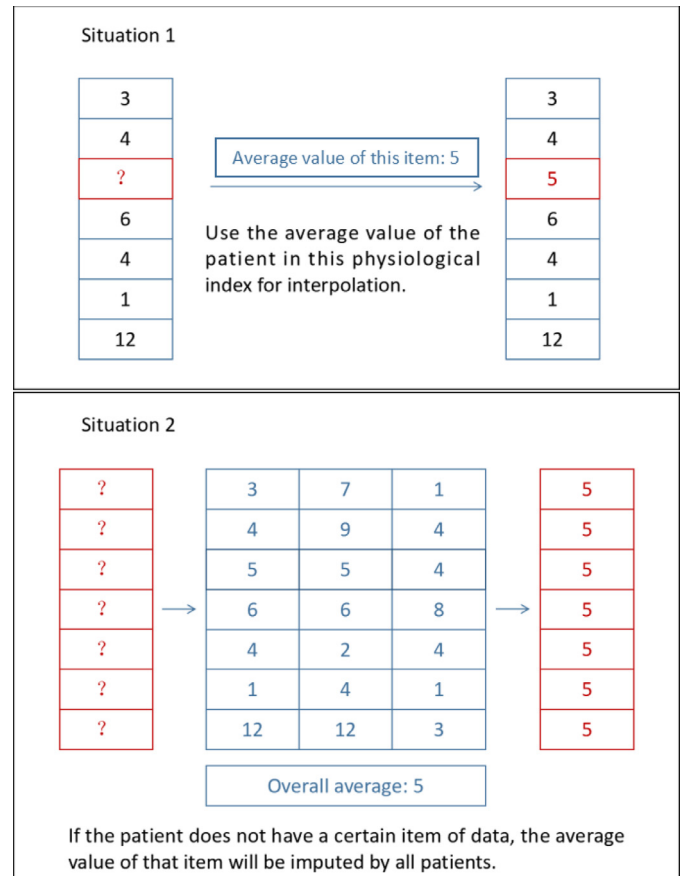 Situation 1
3 3
4 4
? Average value of this item: 5 5
6 6
Use the average value of the
patient in this physiological
index for interpolation.
4 4
1 1
12 12
Situation 2
? 3 7 1 5
? 4 9 4 5
? 5 5 4 5
? 6 6 8 5
? 4 2 4 5
? 1 4 1 5
? 12 12 3 5
Overall average: 5
If the patient does not have a certain item of data, the average
value of that item will be imputed by all patients.